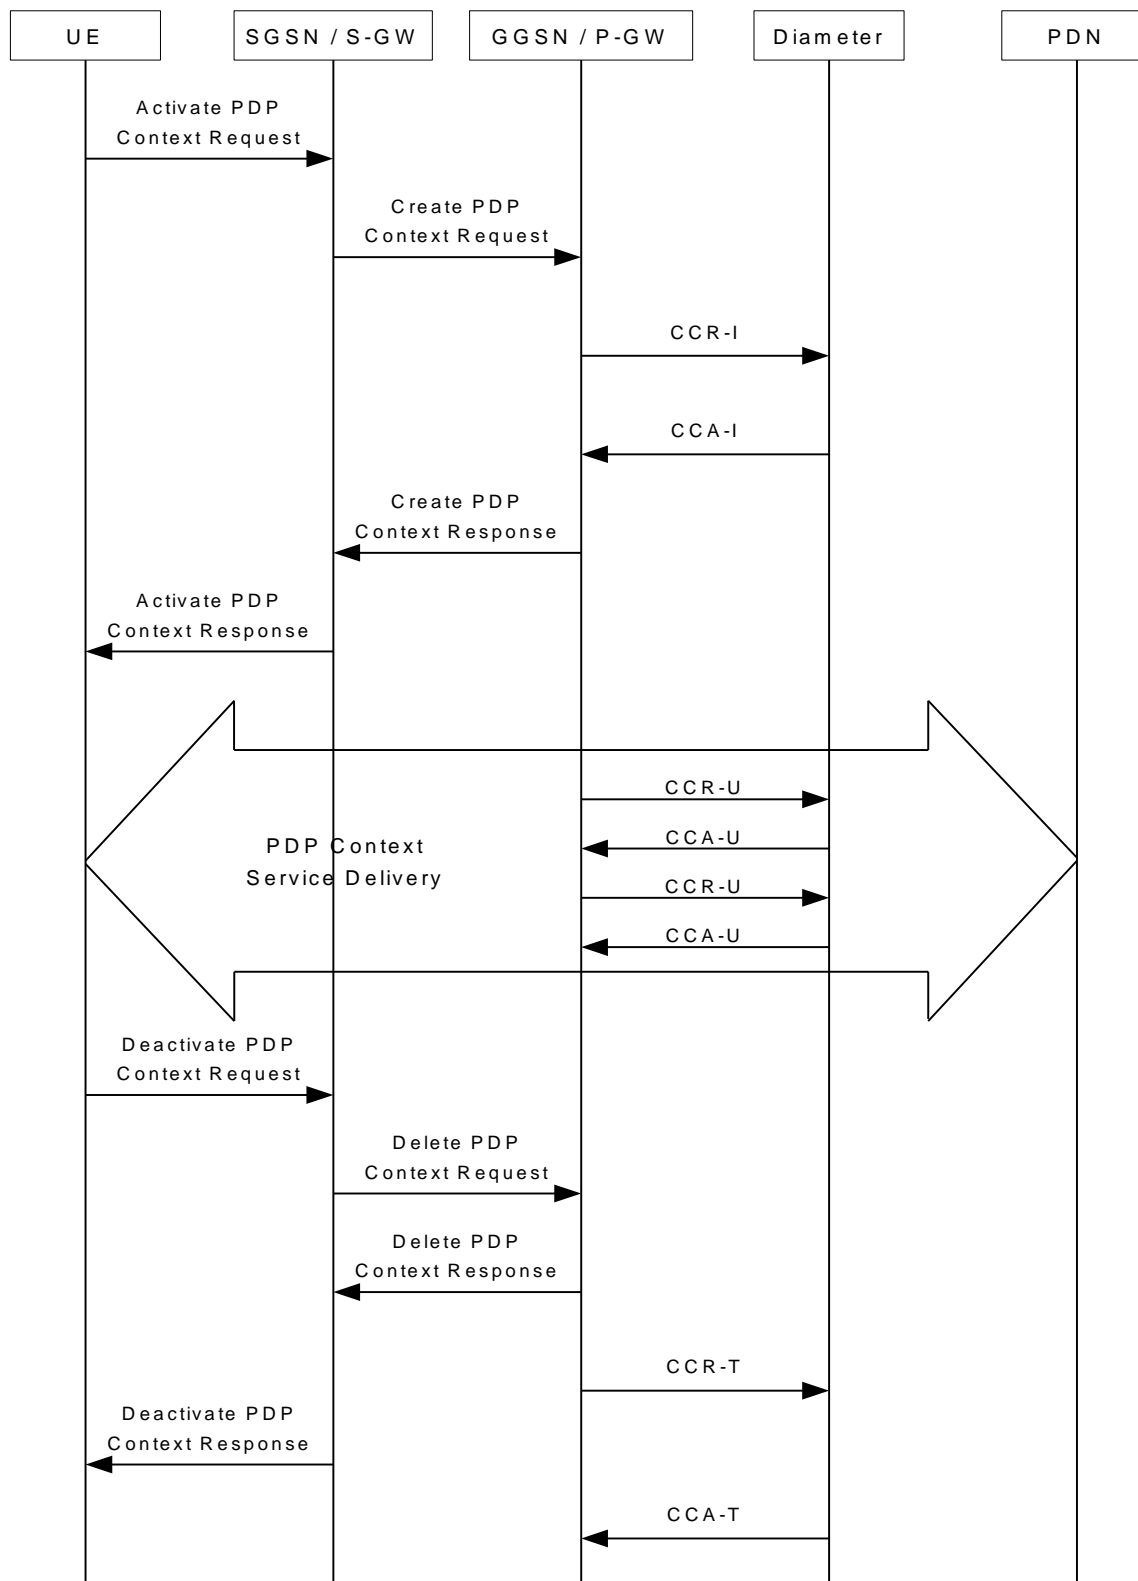 UE
SGSN / S-GW
GGSN / P-GW
Diameter
PDN
Activate PDP
Context Request
Create PDP
Context Request
CCR-I
CCA-I
Create PDP
Context Response
Activate PDP
Context Response
CCR-U
CCA-U
PDP Context
Service Delivery
CCR-U
CCA-U
Deactivate PDP
Context Request
Delete PDP
Context Request
Delete PDP
Context Response
CCR-T
Deactivate PDP
Context Response
CCA-T